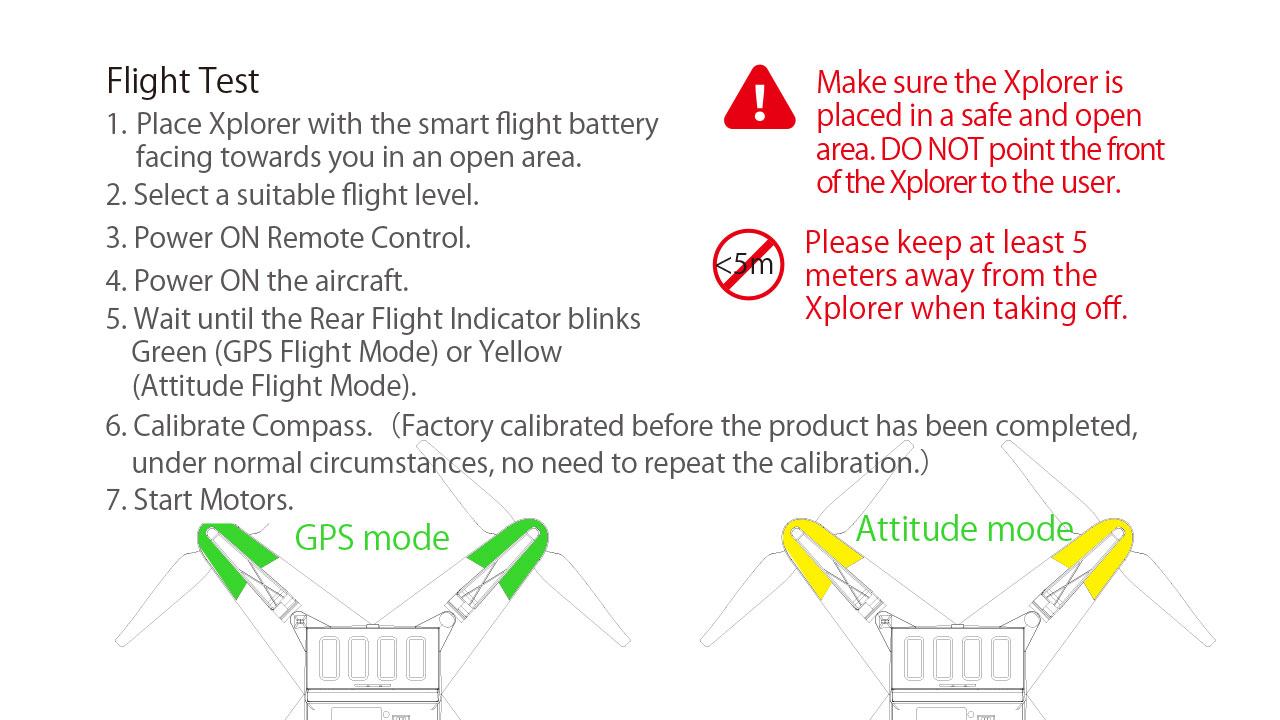 Flight Test
1. Place Xplorer with the smart flight battery
facing towards you in an open area.
2. Select a suitable flight level.
3. Power ON Remote Control.
4. Power ON the aircraft.
5. Wait until the Rear Flight Indicator blinks
Green (GPS Flight Mode) or Yellow
(Attitude Flight Mode).
6. Calibrate Compass.（Factory calibrated before the product has been completed,
under normal circumstances, no need to repeat the calibration.）
7. Start Motors.
!
Make sure the Xplorer is
placed in a safe and open
area. DO NOT point the front
of the Xplorer to the user.
<5m
Please keep at least 5
meters away from the
Xplorer when taking off.
GPS mode
Attitude mode